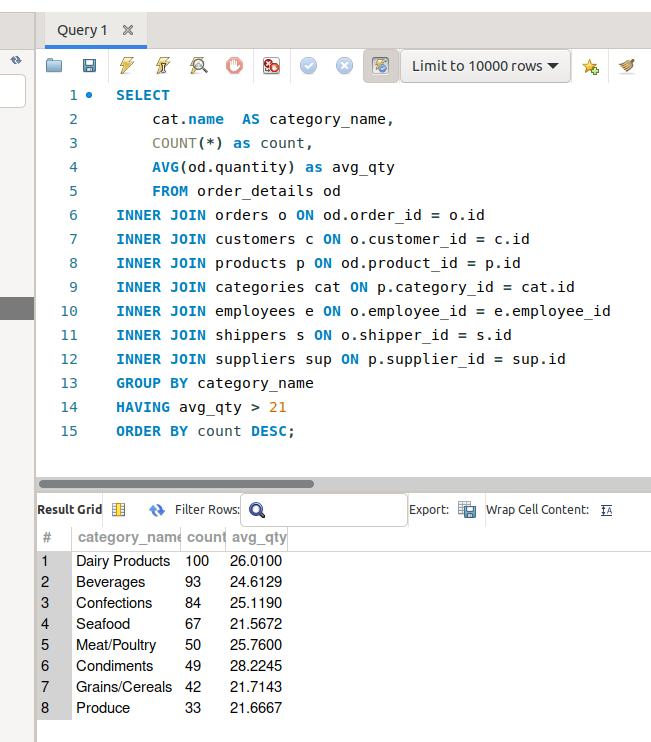 Query 1
Limit to 10000 rows
1 SELECT
2 cat.name  AS category_name,
3 COUNT(*) as count,
4 AVG(od.quantity) as avg_qty
5 FROM order_details od
6 INNER JOIN orders o ON od.order_id = o.id
7 INNER JOIN customers c ON o.customer_id = c.id
8 INNER JOIN products p ON od.product_id = p.id
9 INNER JOIN categories cat ON p.category_id = cat.id
10 INNER JOIN employees e ON o.employee_id = e.employee_id
11 INNER JOIN shippers s ON o.shipper_id = s.id
12 INNER JOIN suppliers sup ON p.supplier_id = sup.id
13 GROUP BY category_name
14 HAVING avg_qty > 21
15 ORDER BY count DESC;
Result Grid Filter Rows: Export: Wrap Cell Content:
# category_name count avg_qty
1 Dairy Products 100 26.0100
2 Beverages 93 24.6129
3 Confections 84 25.1190
4 Seafood 67 21.5672
5 Meat/Poultry 50 25.7600
6 Condiments 49 28.2245
7 Grains/Cereals 42 21.7143
8 Produce 33 21.6667